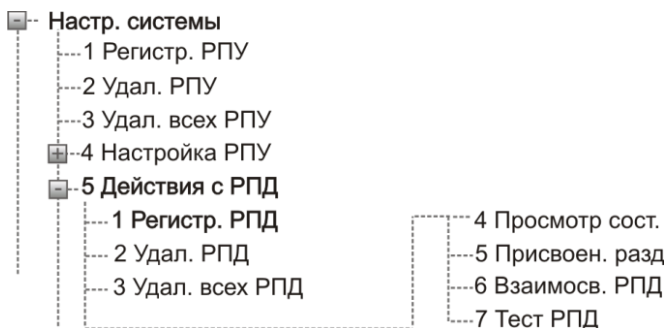 Настр. системы
1 Регистр. РПУ
2 Удал. РПУ
3 Удал. всех РПУ
4 Настройка РПУ
5 Действия с РПД
1 Регистр. РПД
2 Удал. РПД
3 Удал. всех РПД
4 Просмотр сост.
5 Присвоен. разд
6 Взаимосв. РПД
7 Тест РПД